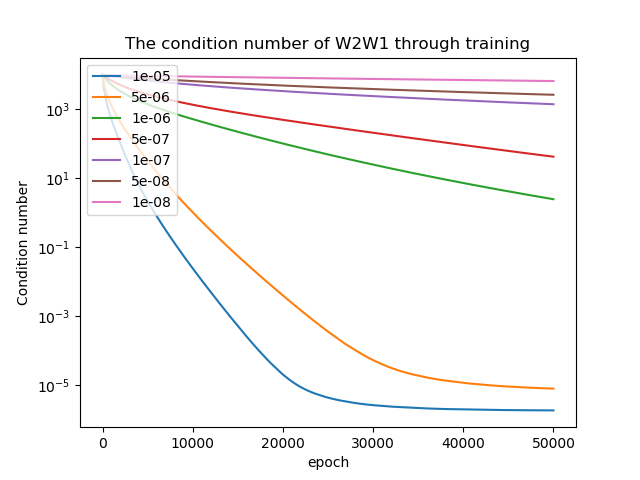 The condition number of W2W1 through training
Condition number
10³
10¹
10⁻¹
10⁻³
10⁻⁵
1e-05
5e-06
1e-06
5e-07
1e-07
5e-08
1e-08
0 10000 20000 30000 40000 50000
epoch